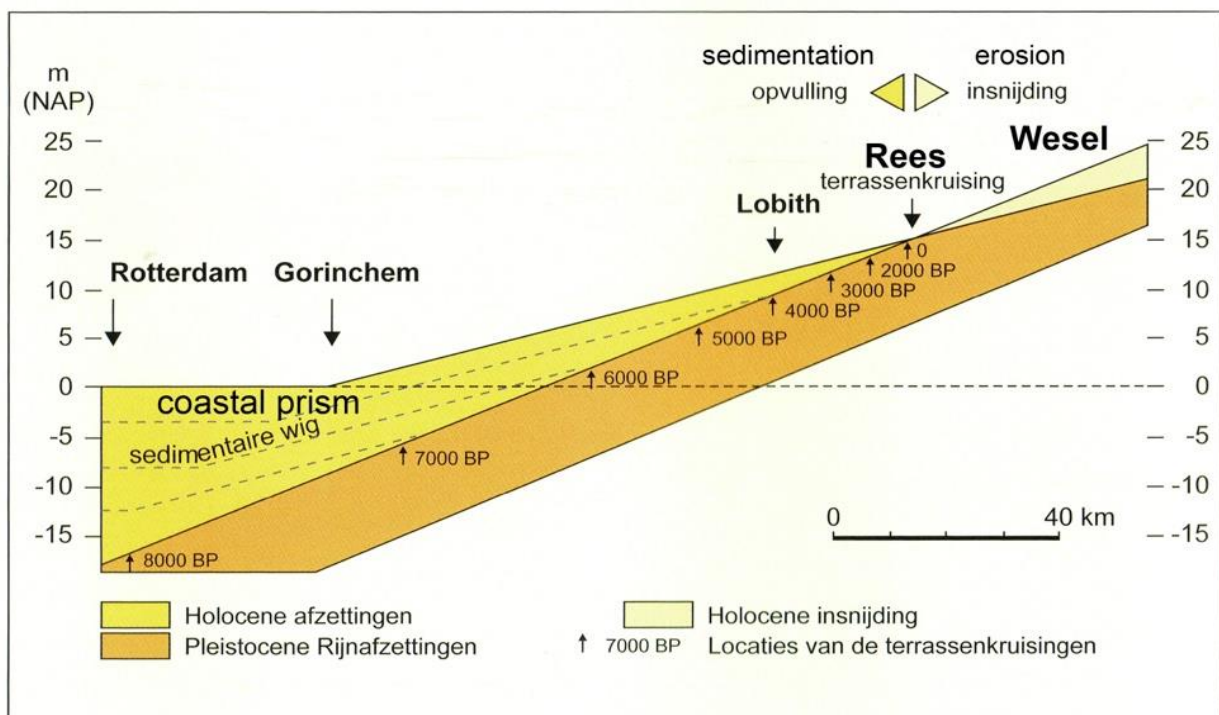 sedimentation erosion
opvulling insnijding
m
(NAP)
25
20
15
10
5
0
-5
-10
-15
Wesel
Rees
terrassenkruising
Lobith
Rotterdam Gorinchem
0
2000 BP
3000 BP
4000 BP
5000 BP
6000 BP
7000 BP
8000 BP
coastal prism
sedimentaire wig
25
20
15
10
5
0
-5
-10
-15
0 40 km
Holocene afzettingen
Pleistocene Rijnafzettingen
Holocene insnijding
7000 BP Locaties van de terrassenkruisingen